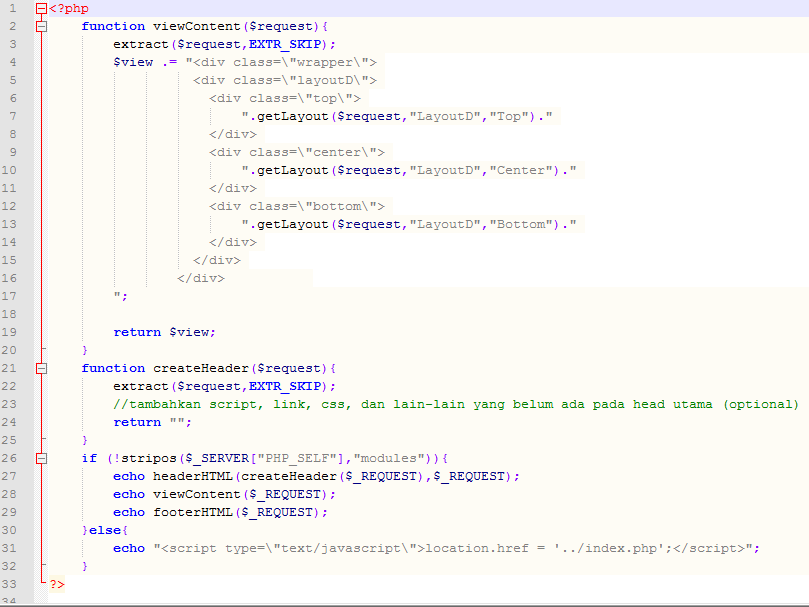 1 <?php
2 function viewContent($request){
3 extract($request,EXTR_SKIP);
4 $view .= "<div class=\"wrapper\">
5 <div class=\"layoutD\">
6 <div class=\"top\">
7 ".getLayout($request,"LayoutD","Top")."
8 </div>
9 <div class=\"center\">
10 ".getLayout($request,"LayoutD","Center")."
11 </div>
12 <div class=\"bottom\">
13 ".getLayout($request,"LayoutD","Bottom")."
14 </div>
15 </div>
16 </div>
17 ";
18
19 return $view;
20 }
21 function createHeader($request){
22 extract($request,EXTR_SKIP);
23 //tambahkan script, link, css, dan lain-lain yang belum ada pada head utama (optional)
24 return "";
25 }
26 if (!stripos($_SERVER["PHP_SELF"],"modules")){
27 echo headerHTML(createHeader($_REQUEST),$_REQUEST);
28 echo viewContent($_REQUEST);
29 echo footerHTML($_REQUEST);
30 }else{
31 echo "<script type=\"text/javascript\">location.href = '../index.php';</script>";
32 }
33 ?>
34